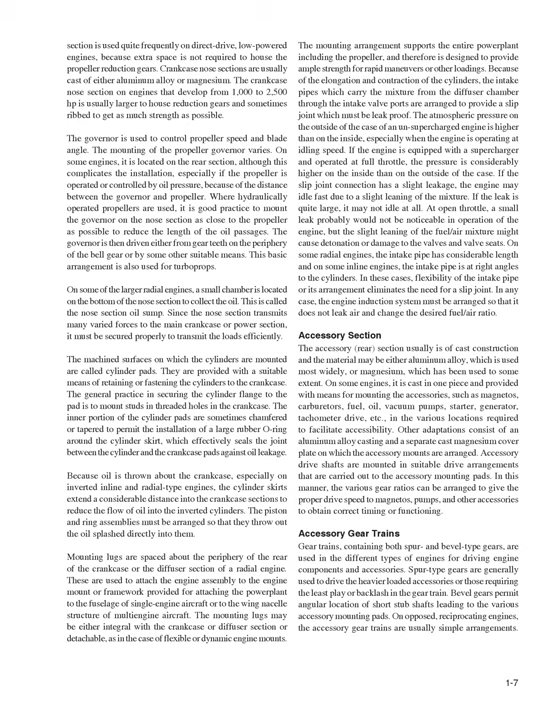 section is used quite frequently on direct-drive, low-powered
engines, because extra space is not required to house the
propeller reduction gears. Crankcase nose sections are usually
cast of either aluminum alloy or magnesium. The crankcase
nose section on engines that develop from 1,000 to 2,500
hp is usually larger to house reduction gears and sometimes
ribbed to get as much strength as possible.
The governor is used to control propeller speed and blade
angle. The mounting of the propeller governor varies. On
some engines, it is located on the rear section, although this
complicates the installation, especially if the propeller is
operated or controlled by oil pressure, because of the distance
between the governor and propeller. Where hydraulically
operated propellers are used, it is good practice to mount
the governor on the nose section as close to the propeller
as possible to reduce the length of the oil passages. The
governor is then driven either from gear teeth on the periphery
of the bell gear or by some other suitable means. This basic
arrangement is also used for turboprops.
On some of the larger radial engines, a small chamber is located
on the bottom of the nose section to collect the oil. This is called
the nose section oil sump. Since the nose section transmits
many varied forces to the main crankcase or power section,
it must be secured properly to transmit the loads efficiently.
The machined surfaces on which the cylinders are mounted
are called cylinder pads. They are provided with a suitable
means of retaining or fastening the cylinders to the crankcase.
The general practice in securing the cylinder flange to the
pad is to mount studs in threaded holes in the crankcase. The
inner portion of the cylinder pads are sometimes chamfered
or tapered to permit the installation of a large rubber O-ring
around the cylinder skirt, which effectively seals the joint
between the cylinder and the crankcase pads against oil leakage.
Because oil is thrown about the crankcase, especially on
inverted inline and radial-type engines, the cylinder skirts
extend a considerable distance into the crankcase sections to
reduce the flow of oil into the inverted cylinders. The piston
and ring assemblies must be arranged so that they throw out
the oil splashed directly into them.
Mounting lugs are spaced about the periphery of the rear
of the crankcase or the diffuser section of a radial engine.
These are used to attach the engine assembly to the engine
mount or framework provided for attaching the powerplant
to the fuselage of single-engine aircraft or to the wing nacelle
structure of multiengine aircraft. The mounting lugs may
be either integral with the crankcase or diffuser section or
detachable, as in the case of flexible or dynamic engine mounts.
The mounting arrangement supports the entire powerplant
including the propeller, and therefore is designed to provide
ample strength for rapid maneuvers or other loadings. Because
of the elongation and contraction of the cylinders, the intake
pipes which carry the mixture from the diffuser chamber
through the intake valve ports are arranged to provide a slip
joint which must be leak proof. The atmospheric pressure on
the outside of the case of an un-supercharged engine is higher
than on the inside, especially when the engine is operating at
idling speed. If the engine is equipped with a supercharger
and operated at full throttle, the pressure is considerably
higher on the inside than on the outside of the case. If the
slip joint connection has a slight leakage, the engine may
idle fast due to a slight leaning of the mixture. If the leak is
quite large, it may not idle at all. At open throttle, a small
leak probably would not be noticeable in operation of the
engine, but the slight leaning of the fuel/air mixture might
cause detonation or damage to the valves and valve seats. On
some radial engines, the intake pipe has considerable length
and on some inline engines, the intake pipe is at right angles
to the cylinders. In these cases, flexibility of the intake pipe
or its arrangement eliminates the need for a slip joint. In any
case, the engine induction system must be arranged so that it
does not leak air and change the desired fuel/air ratio.
Accessory Section
The accessory (rear) section usually is of cast construction
and the material may be either aluminum alloy, which is used
most widely, or magnesium, which has been used to some
extent. On some engines, it is cast in one piece and provided
with means for mounting the accessories, such as magnetos,
carburetors, fuel, oil, vacuum pumps, starter, generator,
tachometer drive, etc., in the various locations required
to facilitate accessibility. Other adaptations consist of an
aluminum alloy casting and a separate cast magnesium cover
plate on which the accessory mounts are arranged. Accessory
drive shafts are mounted in suitable drive arrangements
that are carried out to the accessory mounting pads. In this
manner, the various gear ratios can be arranged to give the
proper drive speed to magnetos, pumps, and other accessories
to obtain correct timing or functioning.
Accessory Gear Trains
Gear trains, containing both spur- and bevel-type gears, are
used in the different types of engines for driving engine
components and accessories. Spur-type gears are generally
used to drive the heavier loaded accessories or those requiring
the least play or backlash in the gear train. Bevel gears permit
angular location of short stub shafts leading to the various
accessory mounting pads. On opposed, reciprocating engines,
the accessory gear trains are usually simple arrangements.
1-7